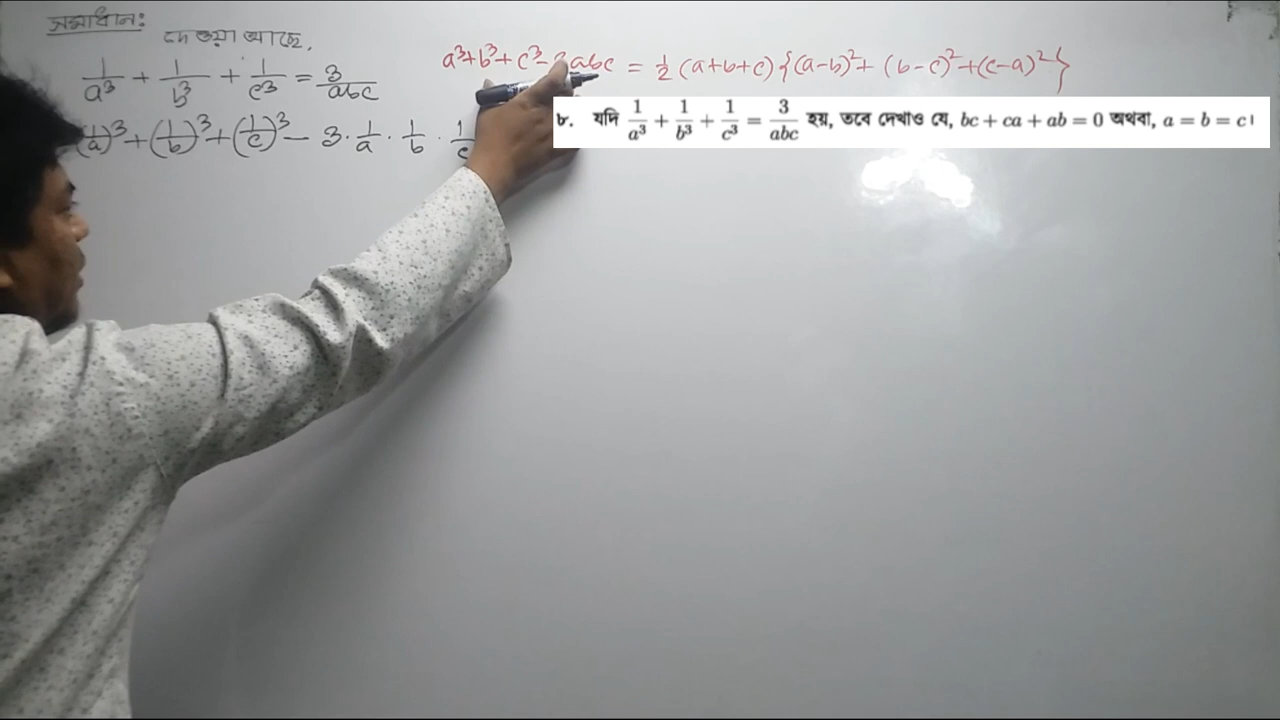 সমাধান:
দেওয়া আছে,
1/a³ + 1/b³ + 1/c³ = 3/abc
(1/a)³ + (1/b)³ + (1/c)³ − 3 · 1/a · 1/b · 1/c
a³+b³+c³−3abc = 1/2 (a+b+c) {(a−b)²+ (b−c)²+(c−a)²}
৮. যদি 1/a³ + 1/b³ + 1/c³ = 3/abc হয়, তবে দেখাও যে, bc + ca + ab = 0 অথবা, a = b = c।